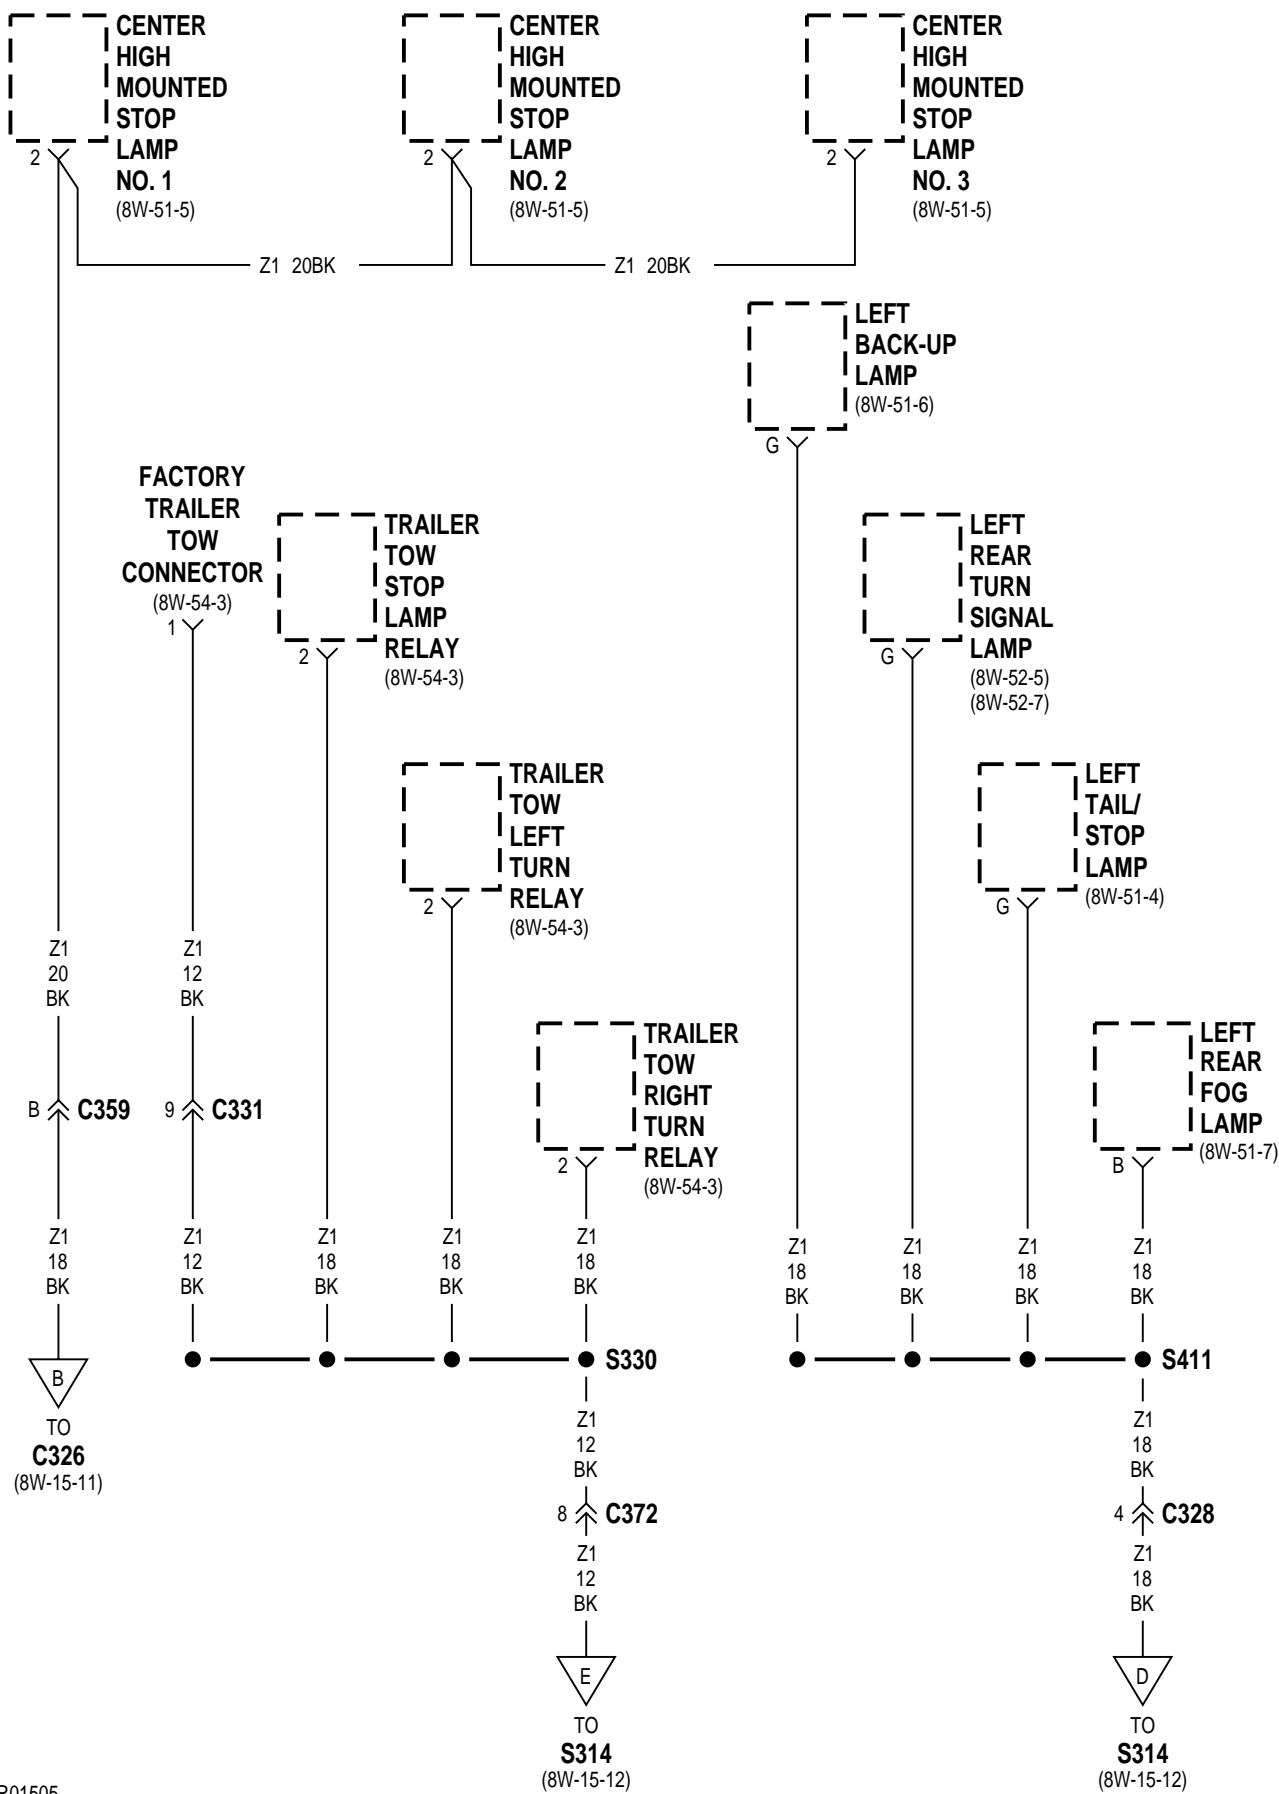 CENTER
HIGH
MOUNTED
STOP
LAMP
NO. 1
(8W-51-5)
2
CENTER
HIGH
MOUNTED
STOP
LAMP
NO. 2
(8W-51-5)
2
CENTER
HIGH
MOUNTED
STOP
LAMP
NO. 3
(8W-51-5)
2
Z1 20BK
Z1 20BK
LEFT
BACK-UP
LAMP
(8W-51-6)
G
FACTORY
TRAILER
TOW
CONNECTOR
(8W-54-3)
1
TRAILER
TOW
STOP
LAMP
RELAY
(8W-54-3)
2
LEFT
REAR
TURN
SIGNAL
LAMP
(8W-52-5)
(8W-52-7)
G
TRAILER
TOW
LEFT
TURN
RELAY
(8W-54-3)
2
LEFT
TAIL/
STOP
LAMP
(8W-51-4)
G
Z1
20
BK
Z1
12
BK
TRAILER
TOW
RIGHT
TURN
RELAY
(8W-54-3)
2
LEFT
REAR
FOG
LAMP
(8W-51-7)
B
B C359
9 C331
Z1
18
BK
Z1
12
BK
Z1
18
BK
Z1
18
BK
Z1
18
BK
Z1
18
BK
Z1
18
BK
Z1
18
BK
Z1
18
BK
S330
S411
B
TO
C326
(8W-15-11)
Z1
12
BK
8 C372
Z1
12
BK
E
TO
S314
(8W-15-12)
Z1
18
BK
4 C328
Z1
18
BK
D
TO
S314
(8W-15-12)